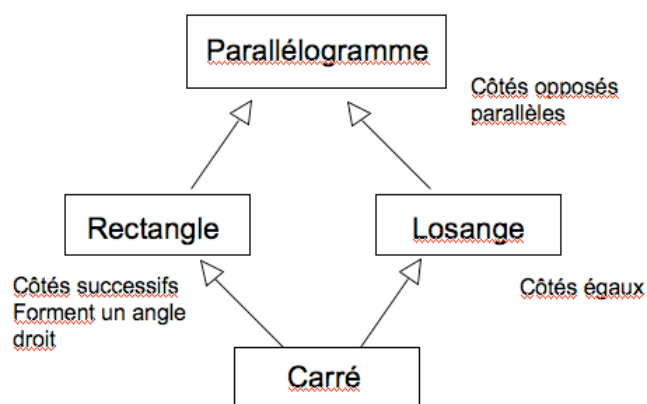 Parallélogramme
Côtés opposés
parallèles
Rectangle
Losange
Côtés successifs
Forment un angle
droit
Côtés égaux
Carré